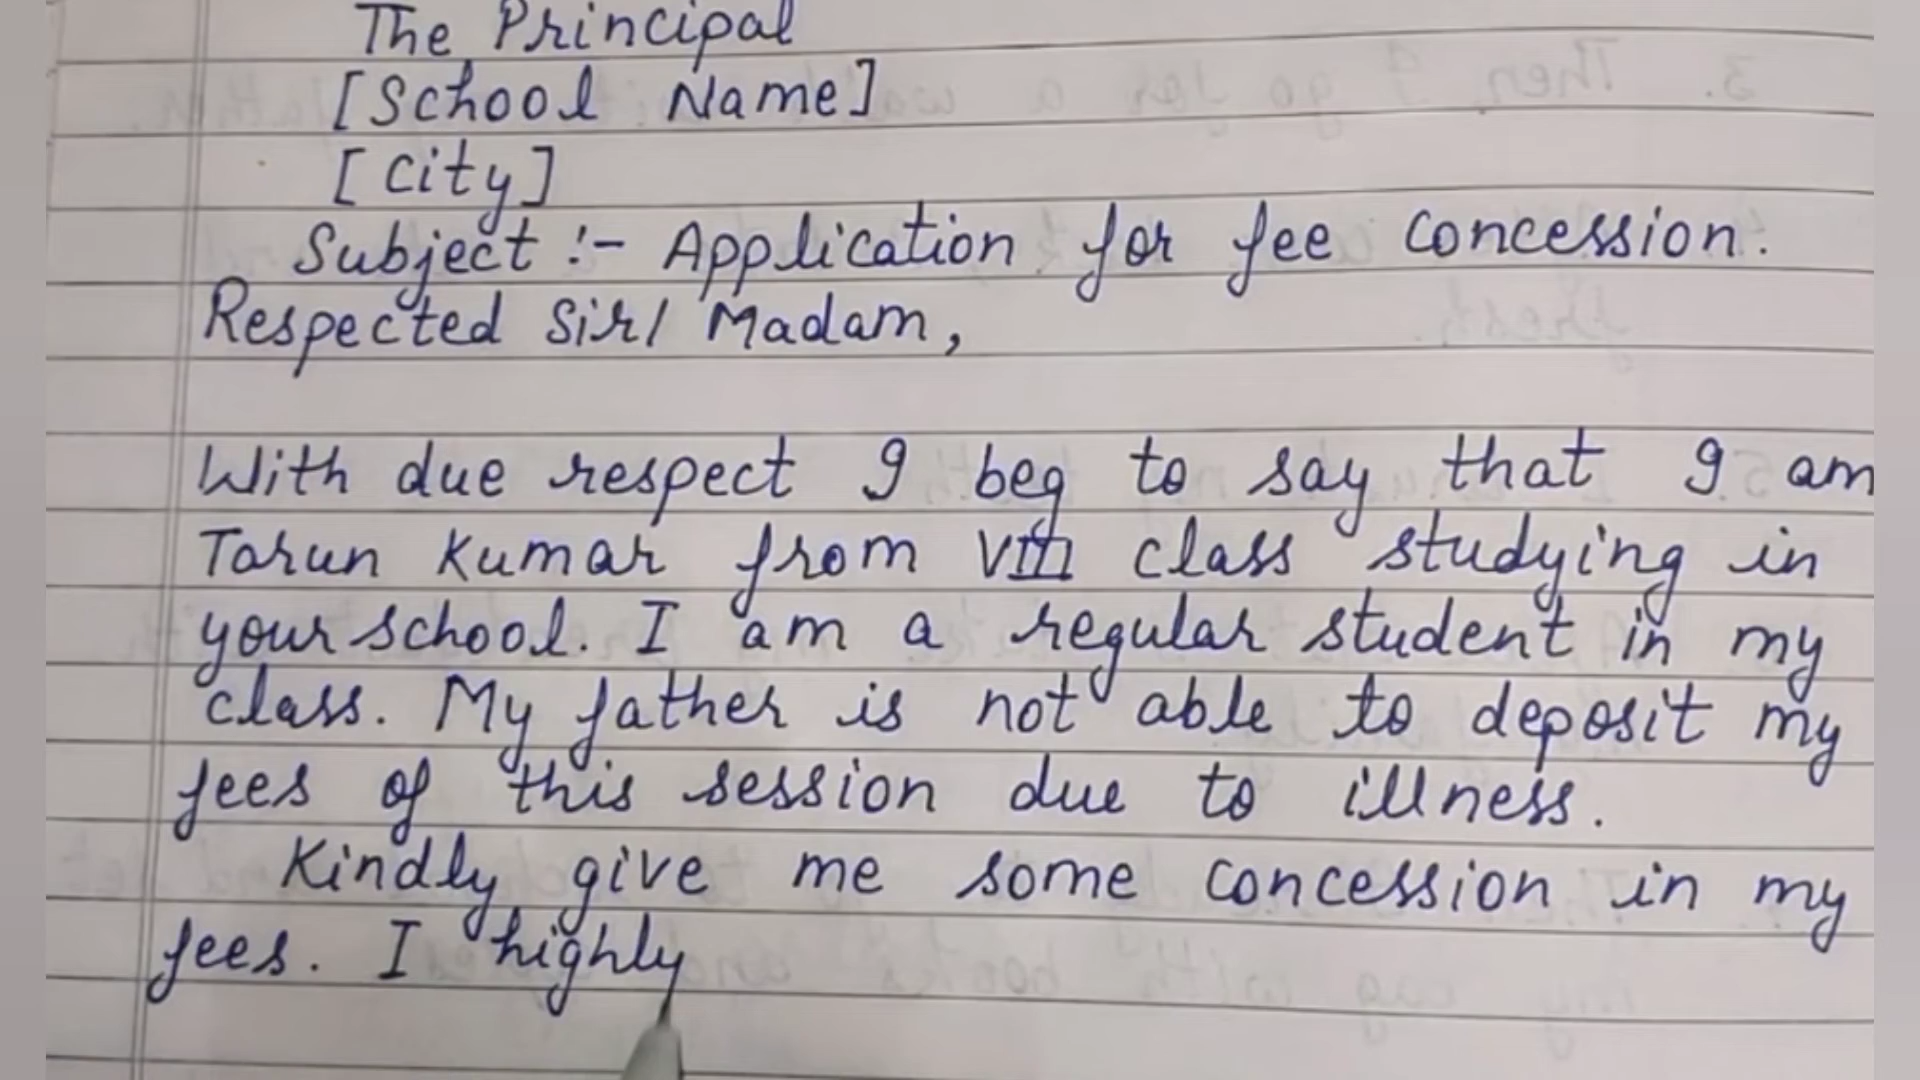 The Principal
[School Name]
[City]
Subject :- Application for fee concession.
Respected Sir/ Madam,
With due respect I beg to say that I am
Tarun Kumar from VIII class studying in
your school. I am a regular student in my
class. My father is not able to deposit my
fees of this session due to illness.
Kindly give me some concession in my
fees. I highly